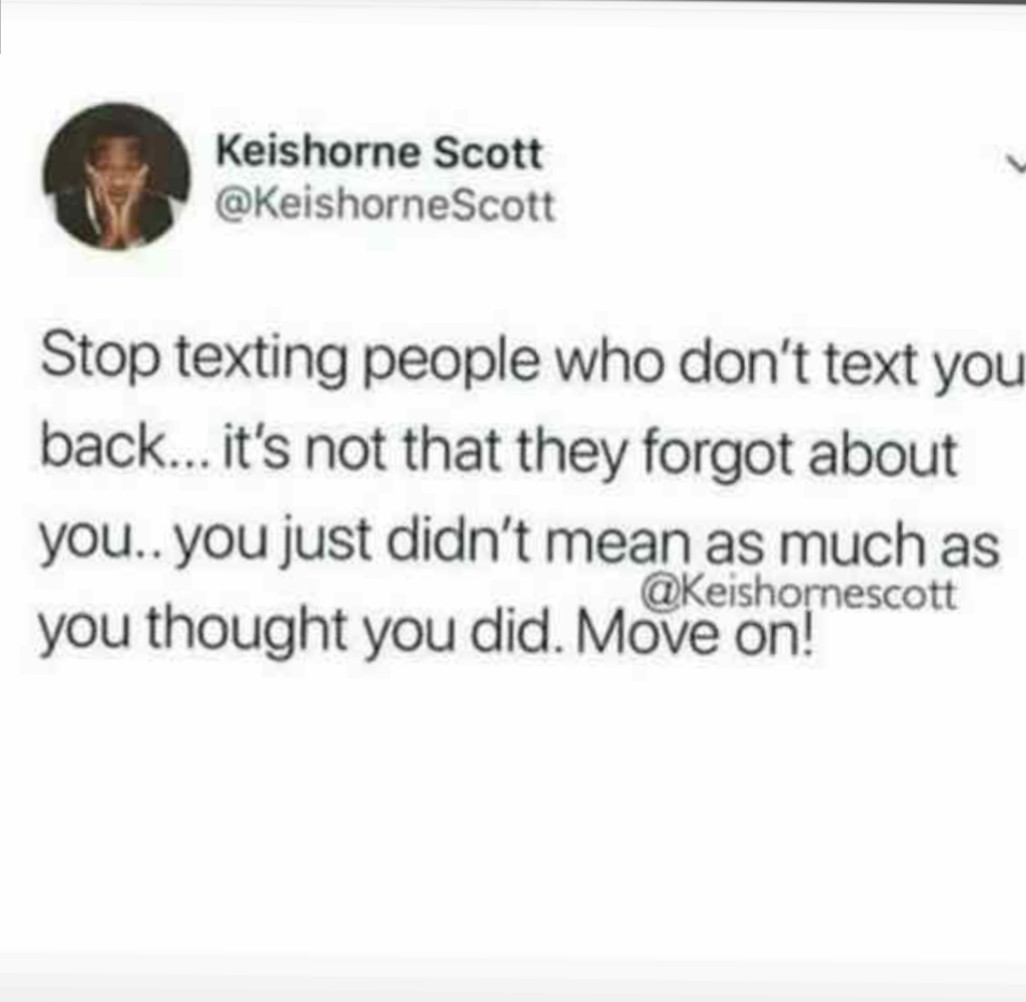 Keishorne Scott
@KeishorneScott
Stop texting people who don't text you
back... it's not that they forgot about
you.. you just didn't mean as much as
@Keishornescott
you thought you did. Move on!